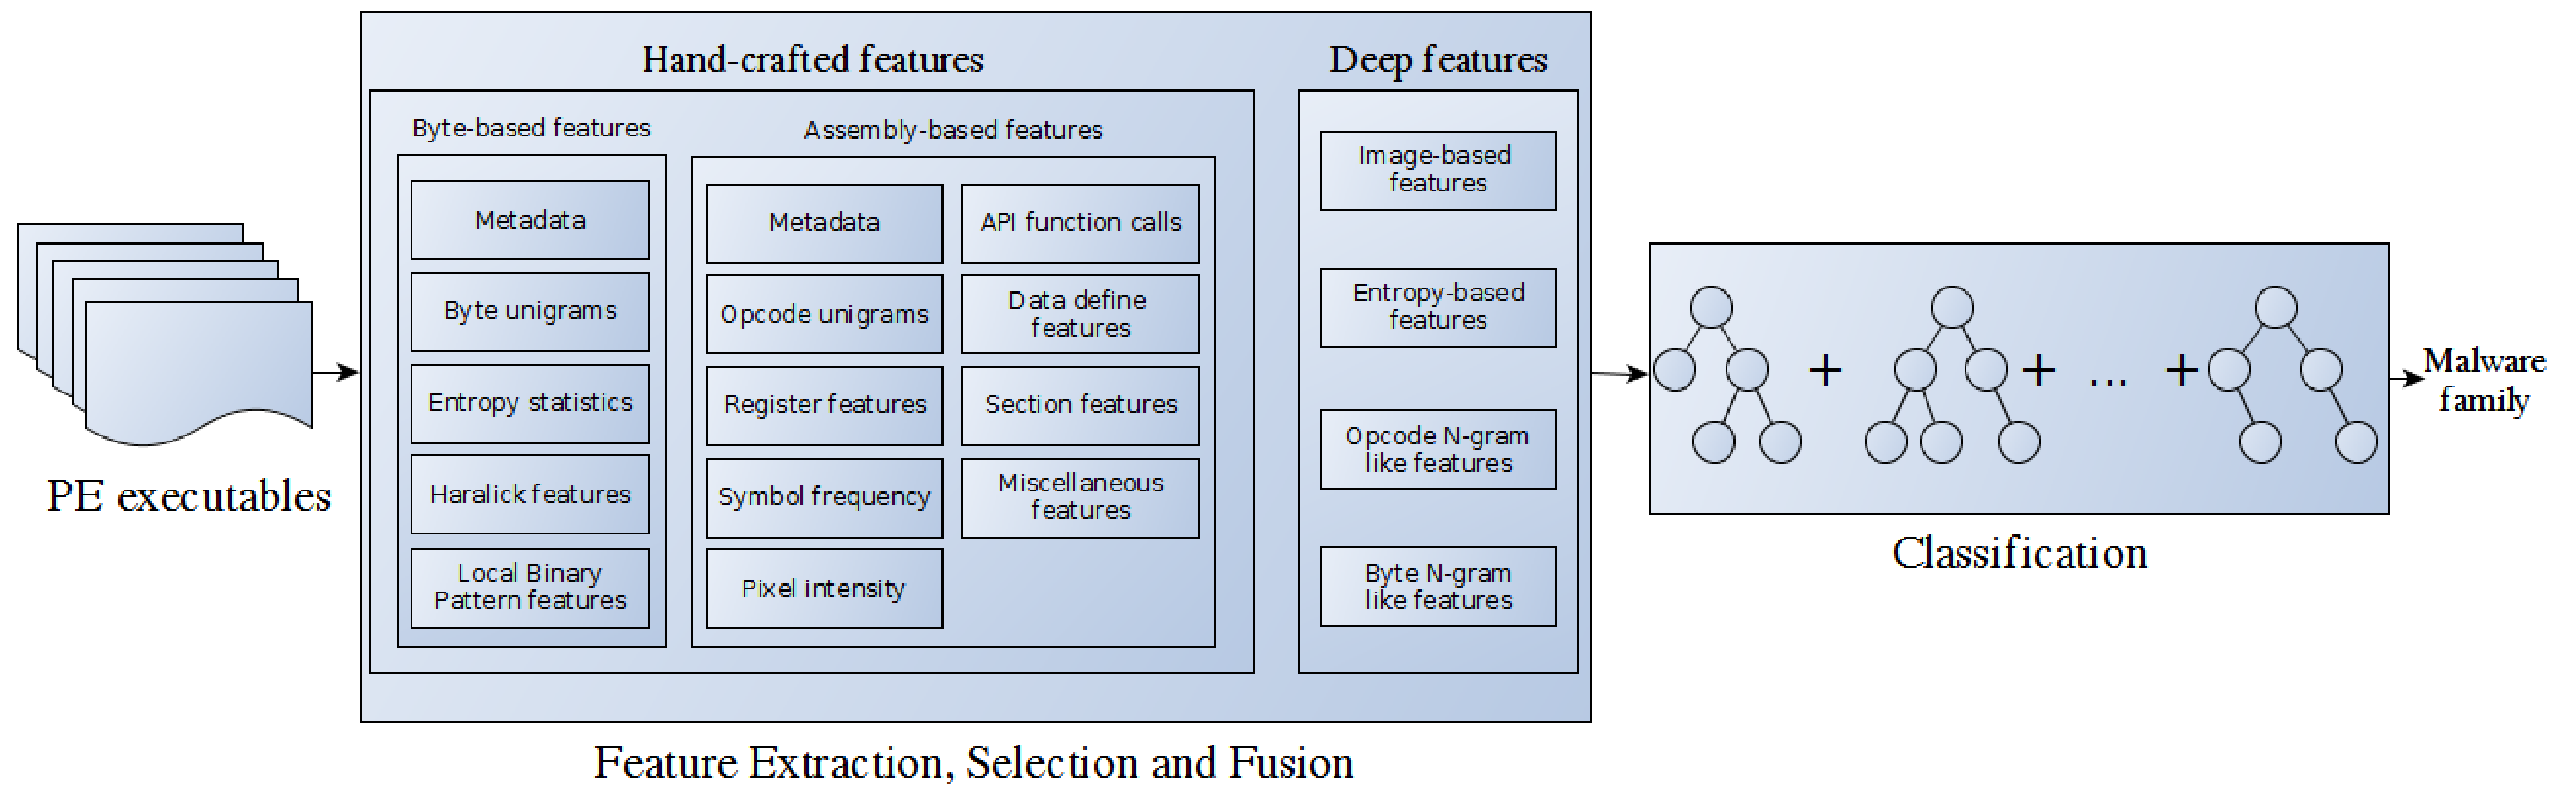 Hand-crafted features
Deep features
Byte-based features
Assembly-based features
Metadata
Byte unigrams
Entropy statistics
Haralick features
Local Binary
Pattern features
Metadata
Opcode unigrams
Register features
Symbol frequency
Pixel intensity
API function calls
Data define
features
Section features
Miscellaneous
features
Image-based
features
Entropy-based
features
Opcode N-gram
like features
Byte N-gram
like features
PE executables
+
+
...
+
Malware
family
Classification
Feature Extraction, Selection and Fusion